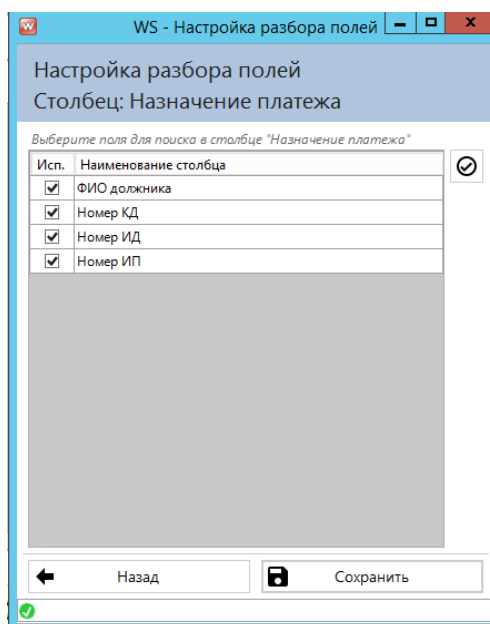 WS - Настройка разбора полей
Настройка разбора полей
Столбец: Назначение платежа
Выберите поля для поиска в столбце "Назначение платежа"
Исп. Наименование столбца
ФИО должника
Номер КД
Номер ИД
Номер ИП
Назад Сохранить